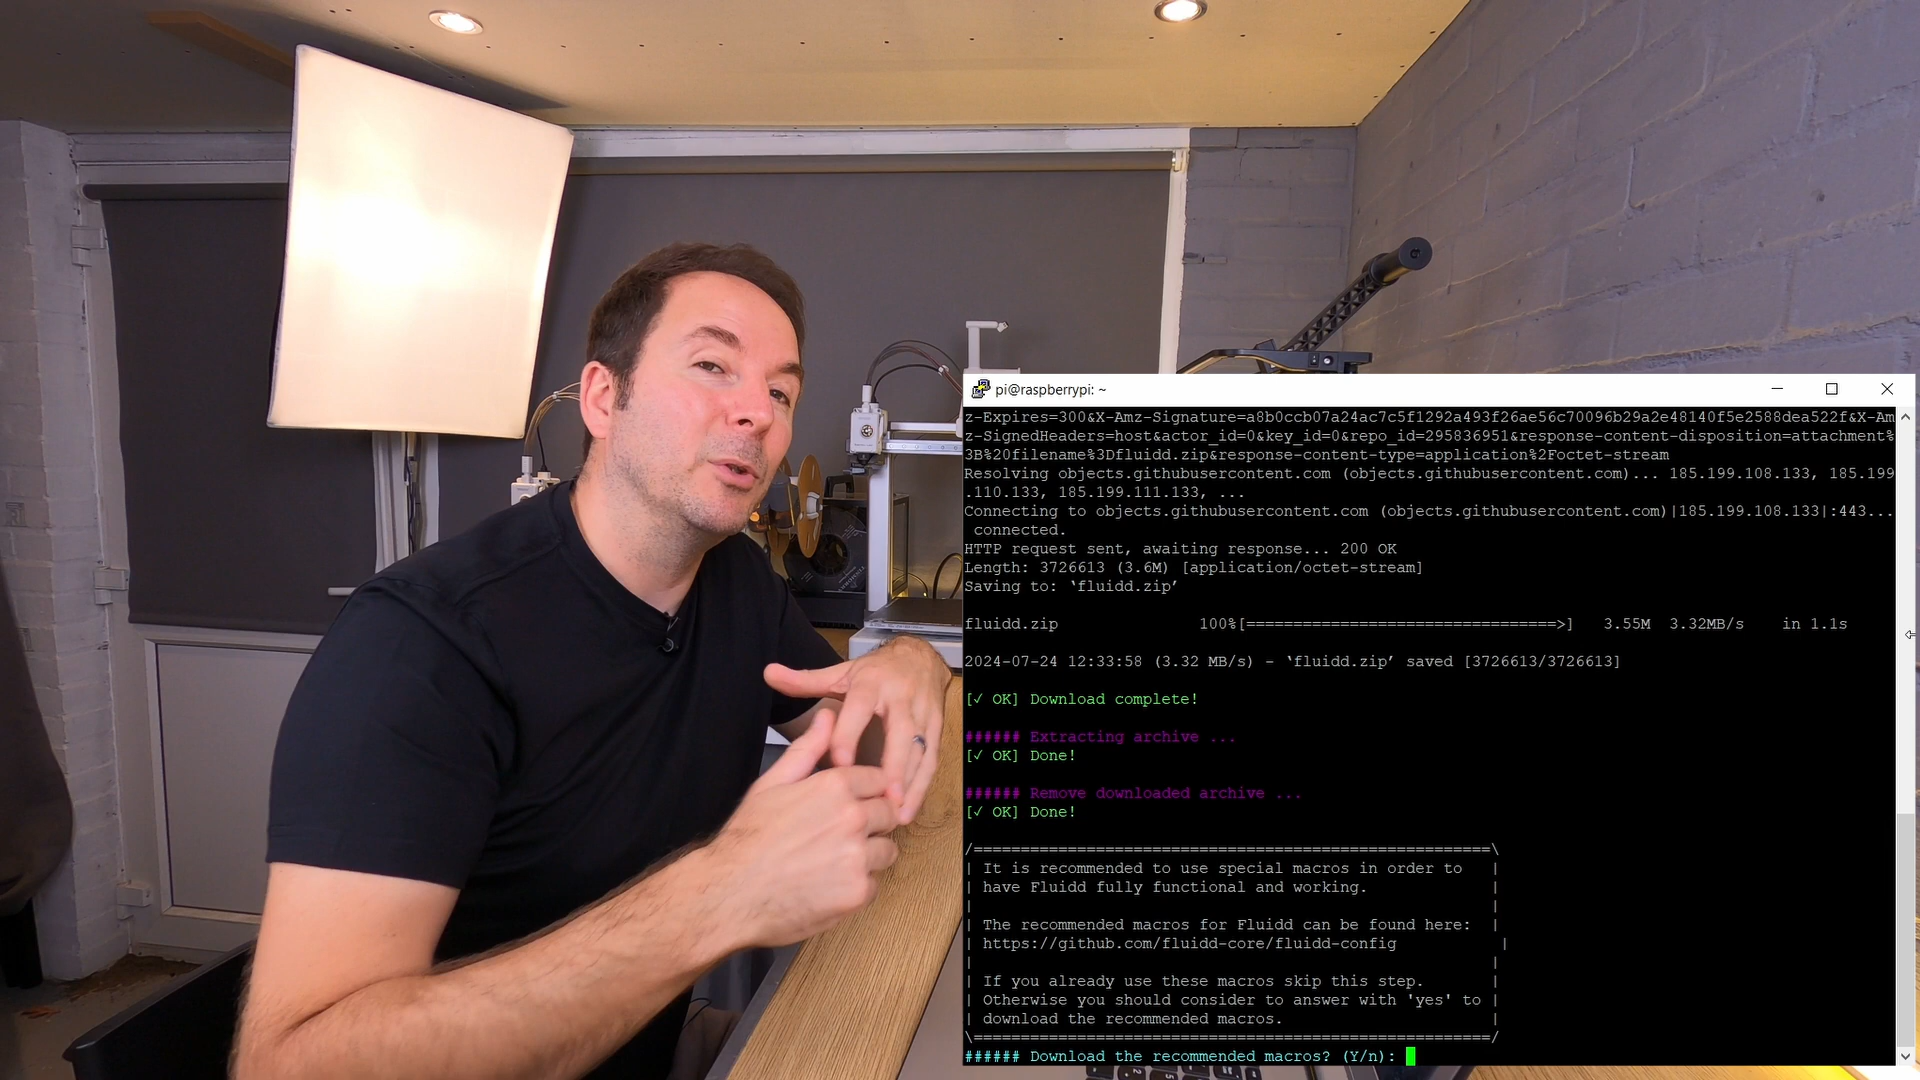 pi@raspberrypi: ~
z-Expires=300&X-Amz-Signature=a8b0ccb07a24ac7c5f1292a493f26ae56c70096b29a2e48140f5e2588dea522f&X-Am
z-SignedHeaders=host&actor_id=0&key_id=0&repo_id=295836951&response-content-disposition=attachment%
3B%20filename%3Dfluidd.zip&response-content-type=application%2Foctet-stream
Resolving objects.githubusercontent.com (objects.githubusercontent.com)... 185.199.108.133, 185.199
.110.133, 185.199.111.133, ...
Connecting to objects.githubusercontent.com (objects.githubusercontent.com)|185.199.108.133|:443...
connected.
HTTP request sent, awaiting response... 200 OK
Length: 3726613 (3.6M) [application/octet-stream]
Saving to: ‘fluidd.zip’
fluidd.zip 100%[=================================>] 3.55M 3.32MB/s in 1.1s
2024-07-24 12:33:58 (3.32 MB/s) - ‘fluidd.zip’ saved [3726613/3726613]
[✓ OK] Download complete!
###### Extracting archive ...
[✓ OK] Done!
###### Remove downloaded archive ...
[✓ OK] Done!
/=======================================================\
| It is recommended to use special macros in order to |
| have Fluidd fully functional and working. |
| |
| The recommended macros for Fluidd can be found here: |
| https://github.com/fluidd-core/fluidd-config |
| |
| If you already use these macros skip this step. |
| Otherwise you should consider to answer with 'yes' to |
| download the recommended macros. |
\=======================================================/
###### Download the recommended macros? (Y/n):